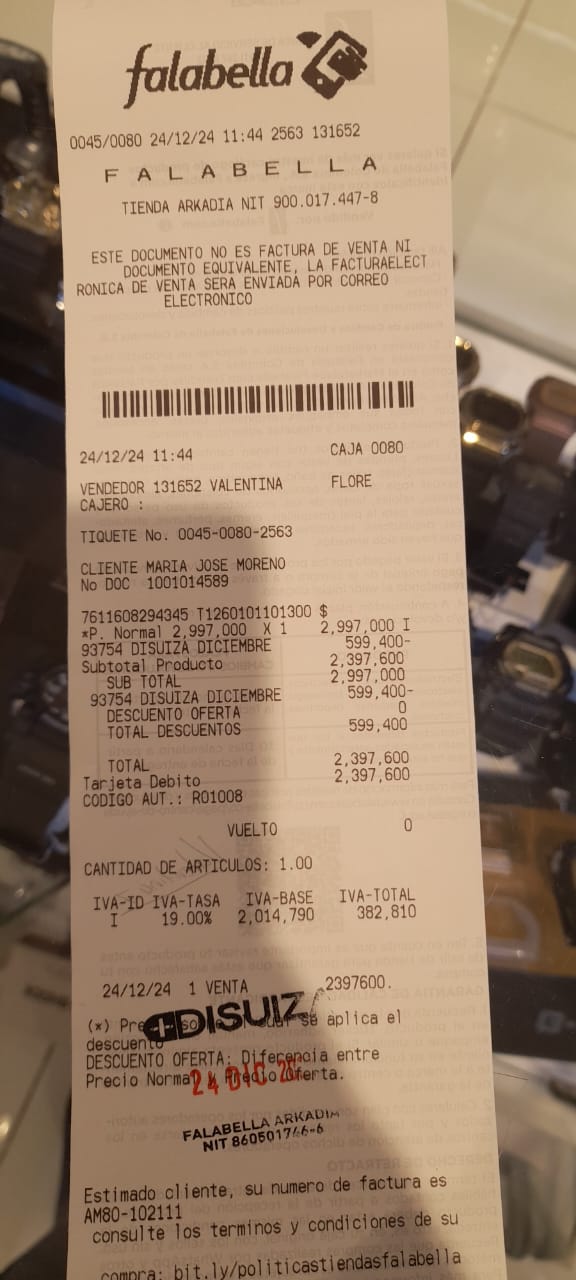 falabella
0045/0080 24/12/24 11:44 2563 131652
F A L A B E L L A
TIENDA ARKADIA NIT 900.017.447-8
ESTE DOCUMENTO NO ES FACTURA DE VENTA NI
DOCUMENTO EQUIVALENTE, LA FACTURAELECT
RONICA DE VENTA SERA ENVIADA POR CORREO
ELECTRONICO
24/12/24 11:44 CAJA 0080
VENDEDOR 131652 VALENTINA FLORE
CAJERO :
TIQUETE No. 0045-0080-2563
CLIENTE MARIA JOSE MORENO
No DOC 1001014589
7611608294345 T1260101101300 $
*P. Normal 2,997,000 X 1 2,997,000 I
93754 DISUIZA DICIEMBRE 599,400-
Subtotal Producto 2,397,600
SUB TOTAL 2,997,000
93754 DISUIZA DICIEMBRE 599,400-
DESCUENTO OFERTA 0
TOTAL DESCUENTOS 599,400
TOTAL 2,397,600
Tarjeta Debito 2,397,600
CODIGO AUT.: R01008
VUELTO 0
CANTIDAD DE ARTICULOS: 1.00
IVA-ID IVA-TASA IVA-BASE IVA-TOTAL
I 19.00% 2,014,790 382,810
24/12/24 1 VENTA 2397600.
(*) se aplica el
DISUIZ
descuento
DESCUENTO OFERTA: Diferencia entre
Precio Normal y Precio Oferta.
24 DIC
FALABELLA ARKADIA
NIT 860501766-6
Estimado cliente, su numero de factura es
AM80-102111
consulte los terminos y condiciones de su
compra: bit.ly/politicastiendasfalabella